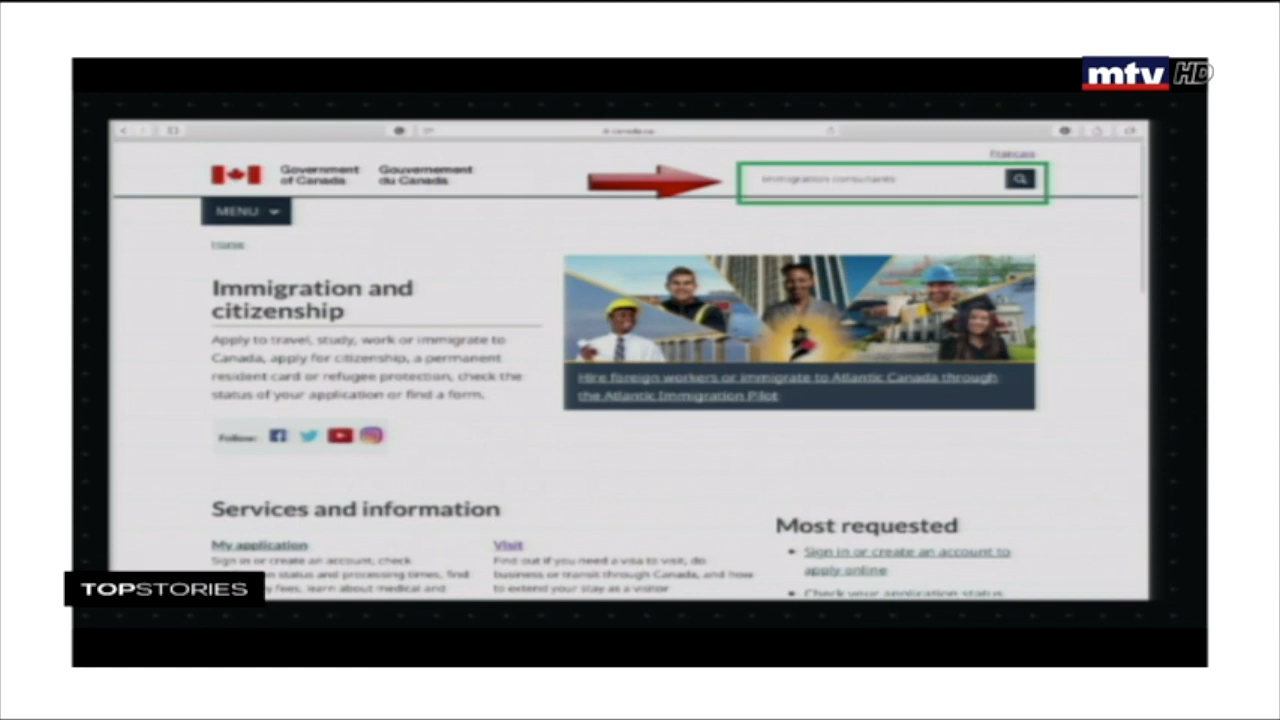 mtv HD
canada.ca
Français
Government
of Canada
Gouvernement
du Canada
immigration consultants
MENU
Home
Immigration and
citizenship
Apply to travel, study, work or immigrate to
Canada, apply for citizenship, a permanent
resident card or refugee protection, check the
status of your application or find a form.
Hire foreign workers or immigrate to Atlantic Canada through
the Atlantic Immigration Pilot
Follow:
Services and information
My application
Sign in or create an account, check
n status and processing times, find
y fees, learn about medical and
Visit
Find out if you need a visa to visit, do
business or transit through Canada, and how
to extend your stay as a visitor
Most requested
Sign in or create an account to
apply online
Check your application status
TOPSTORIES